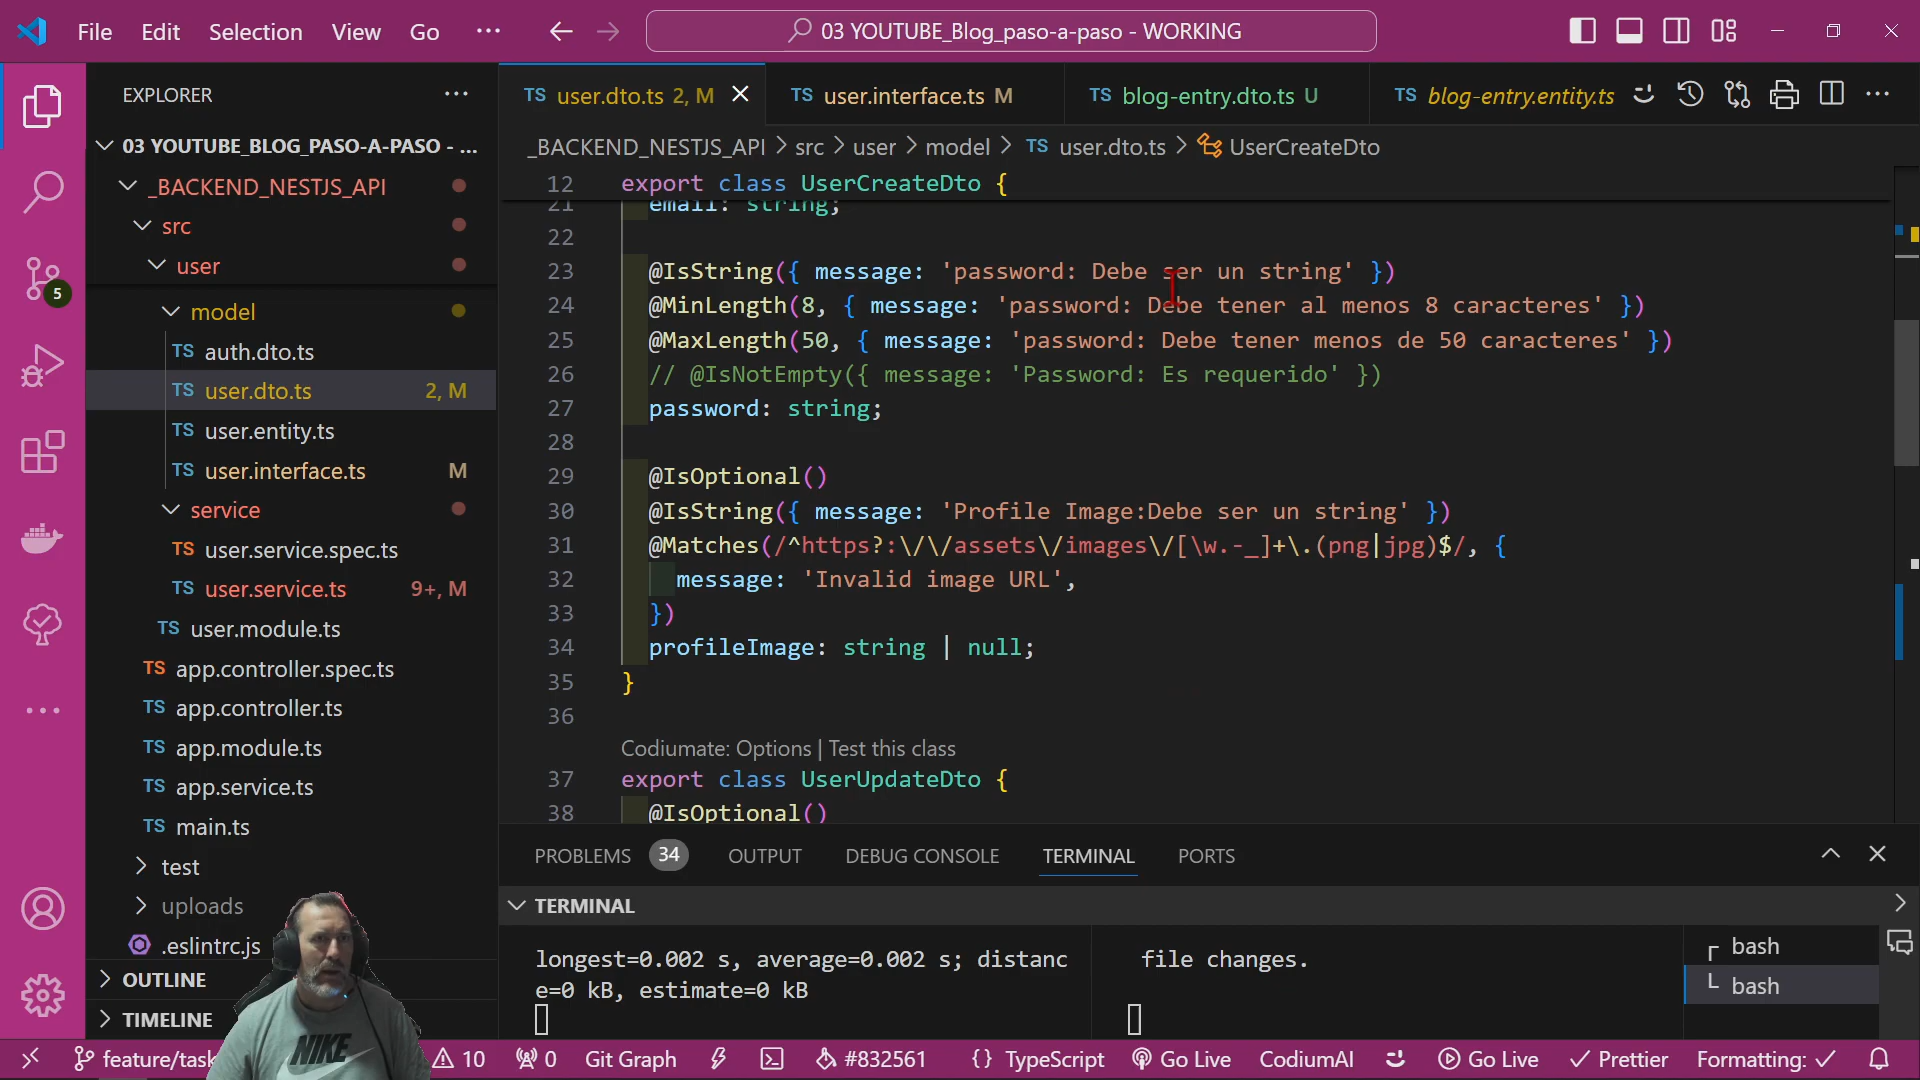 File Edit Selection View Go ··· 03 YOUTUBE_Blog_paso-a-paso - WORKING
EXPLORER ···
03 YOUTUBE_BLOG_PASO-A-PASO - ...
_BACKEND_NESTJS_API
src
user
model
TS auth.dto.ts
TS user.dto.ts 2, M
TS user.entity.ts
TS user.interface.ts M
service
TS user.service.spec.ts
TS user.service.ts 9+, M
TS user.module.ts
TS app.controller.spec.ts
TS app.controller.ts
TS app.module.ts
TS app.service.ts
TS main.ts
test
uploads
.eslintrc.js
OUTLINE
TIMELINE
5
TS user.dto.ts 2, M TS user.interface.ts M TS blog-entry.dto.ts U TS blog-entry.entity.ts ···
_BACKEND_NESTJS_API > src > user > model > TS user.dto.ts > UserCreateDto
12 export class UserCreateDto {
21 email: string;
22
23 @IsString({ message: 'password: Debe ser un string' })
24 @MinLength(8, { message: 'password: Debe tener al menos 8 caracteres' })
25 @MaxLength(50, { message: 'password: Debe tener menos de 50 caracteres' })
26 // @IsNotEmpty({ message: 'Password: Es requerido' })
27 password: string;
28
29 @IsOptional()
30 @IsString({ message: 'Profile Image:Debe ser un string' })
31 @Matches(/^https?:\/\/assets\/images\/[\w.-_]+\.(png|jpg)$/, {
32 message: 'Invalid image URL',
33 })
34 profileImage: string | null;
35 }
36
Codiumate: Options | Test this class
37 export class UserUpdateDto {
38 @IsOptional()
PROBLEMS 34 OUTPUT DEBUG CONSOLE TERMINAL PORTS
TERMINAL
longest=0.002 s, average=0.002 s; distanc
e=0 kB, estimate=0 kB
file changes.
bash
bash
NIKE
feature/task 10 0 Git Graph #832561 {} TypeScript Go Live CodiumAI Go Live Prettier Formatting: ✓